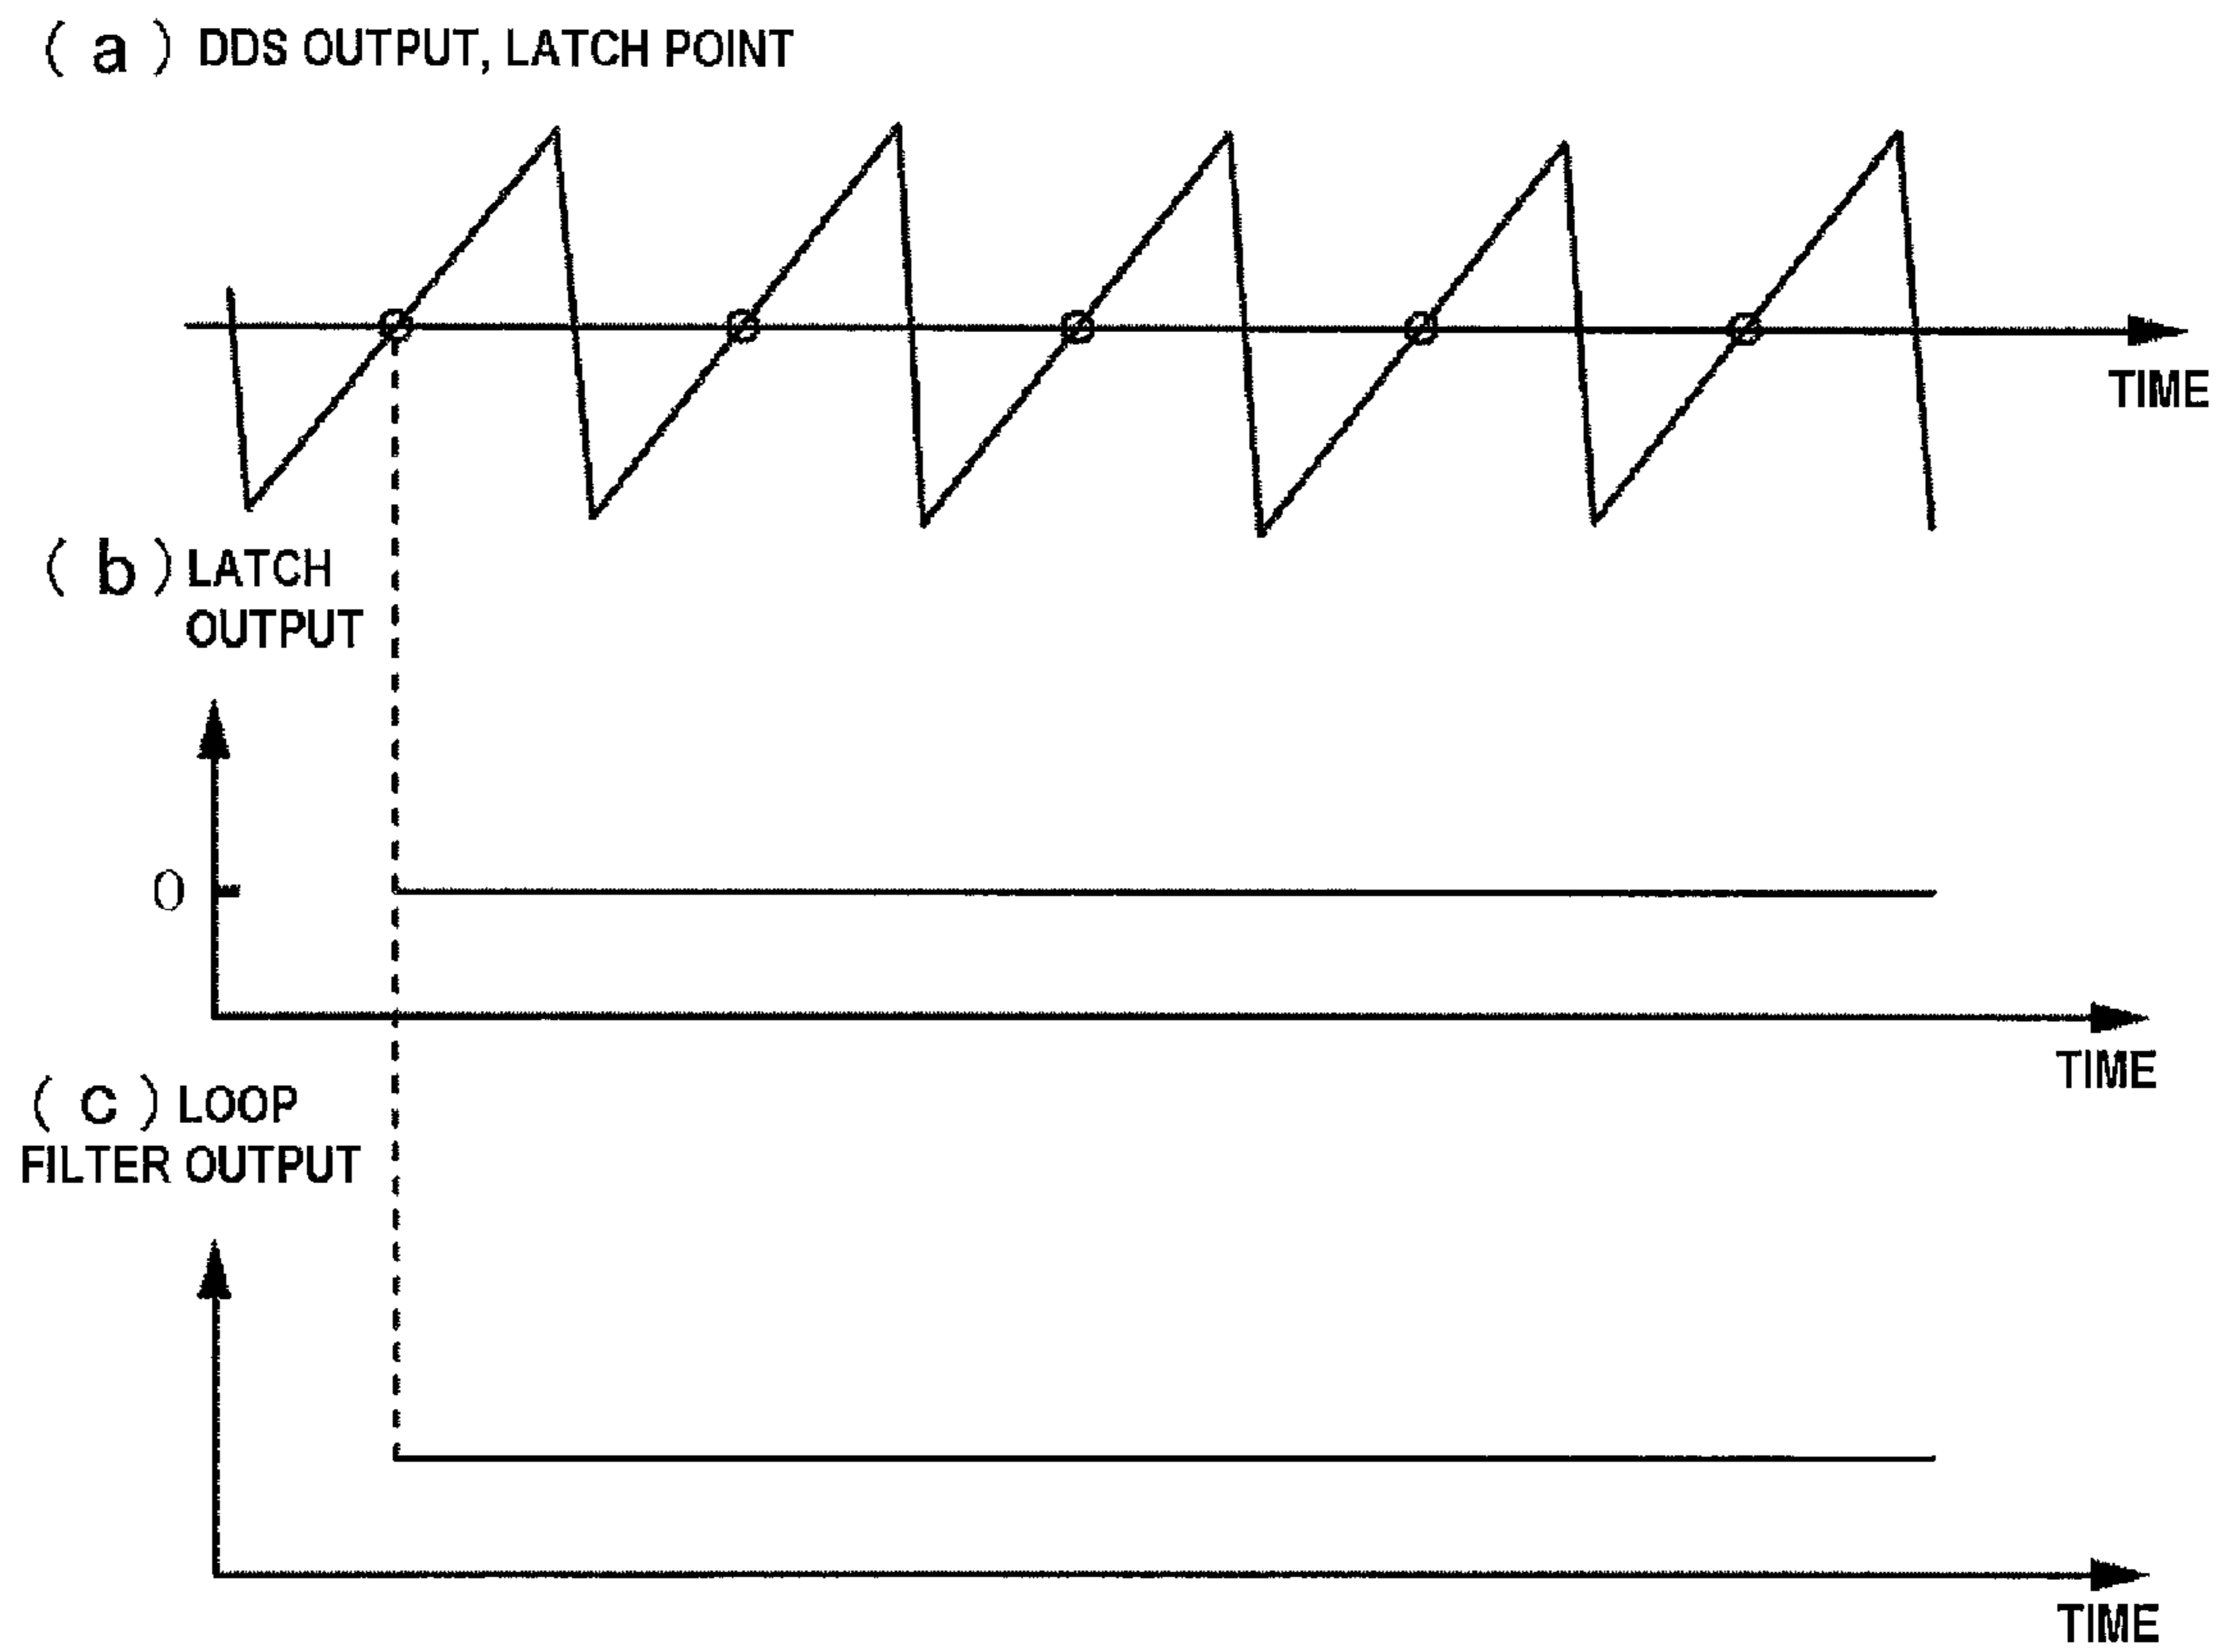 (a) DDS OUTPUT, LATCH POINT
TIME
(b) LATCH
OUTPUT
0
TIME
(c) LOOP
FILTER OUTPUT
TIME